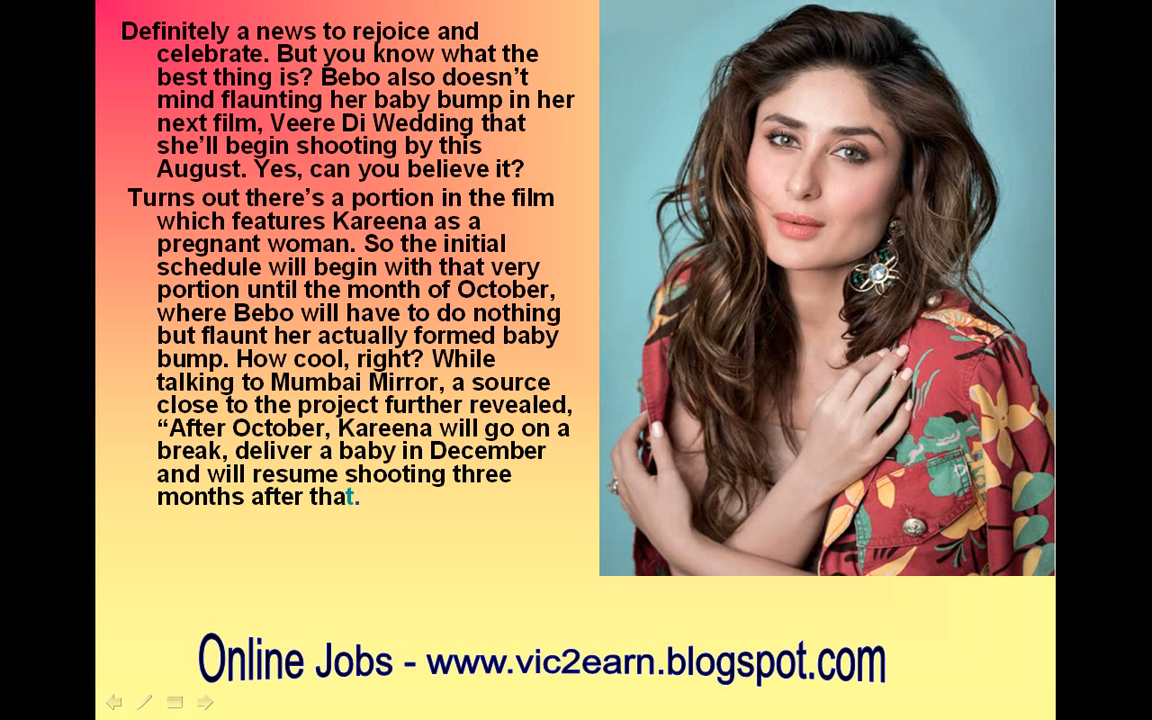 Definitely a news to rejoice and
celebrate. But you know what the
best thing is? Bebo also doesn’t
mind flaunting her baby bump in her
next film, Veere Di Wedding that
she’ll begin shooting by this
August. Yes, can you believe it?
Turns out there’s a portion in the film
which features Kareena as a
pregnant woman. So the initial
schedule will begin with that very
portion until the month of October,
where Bebo will have to do nothing
but flaunt her actually formed baby
bump. How cool, right? While
talking to Mumbai Mirror, a source
close to the project further revealed,
“After October, Kareena will go on a
break, deliver a baby in December
and will resume shooting three
months after that.
Online Jobs - www.vic2earn.blogspot.com